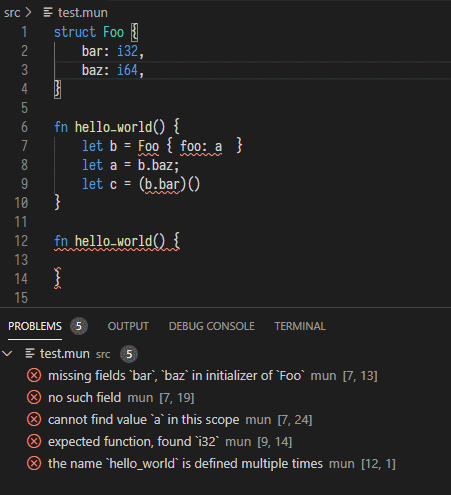 src > test.mun
1 struct Foo {
2     bar: i32,
3     baz: i64,
4 }
5
6 fn hello_world() {
7     let b = Foo { foo: a  }
8     let a = b.baz;
9     let c = (b.bar)()
10 }
11
12 fn hello_world() {
13
14 }
15
PROBLEMS 5 OUTPUT DEBUG CONSOLE TERMINAL
test.mun src 5
missing fields `bar`, `baz` in initializer of `Foo` mun [7, 13]
no such field mun [7, 19]
cannot find value `a` in this scope mun [7, 24]
expected function, found `i32` mun [9, 14]
the name `hello_world` is defined multiple times mun [12, 1]